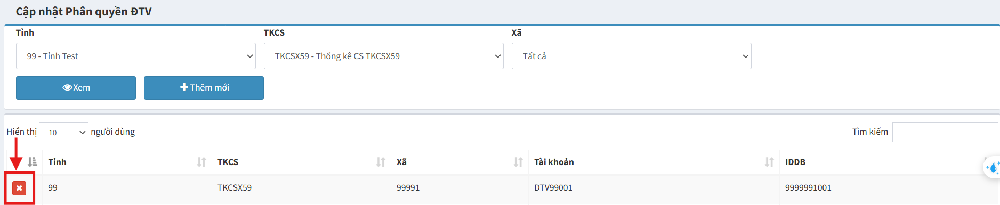 Cập nhật Phân quyền ĐTV
Tỉnh TKCS Xã
99 - Tỉnh Test TKCSX59 - Thống kê CS TKCSX59 Tất cả
Xem Thêm mới
Hiển thị 10 người dùng Tìm kiếm
Tỉnh TKCS Xã Tài khoản IDDB
99 TKCSX59 99991 DTV99001 9999991001